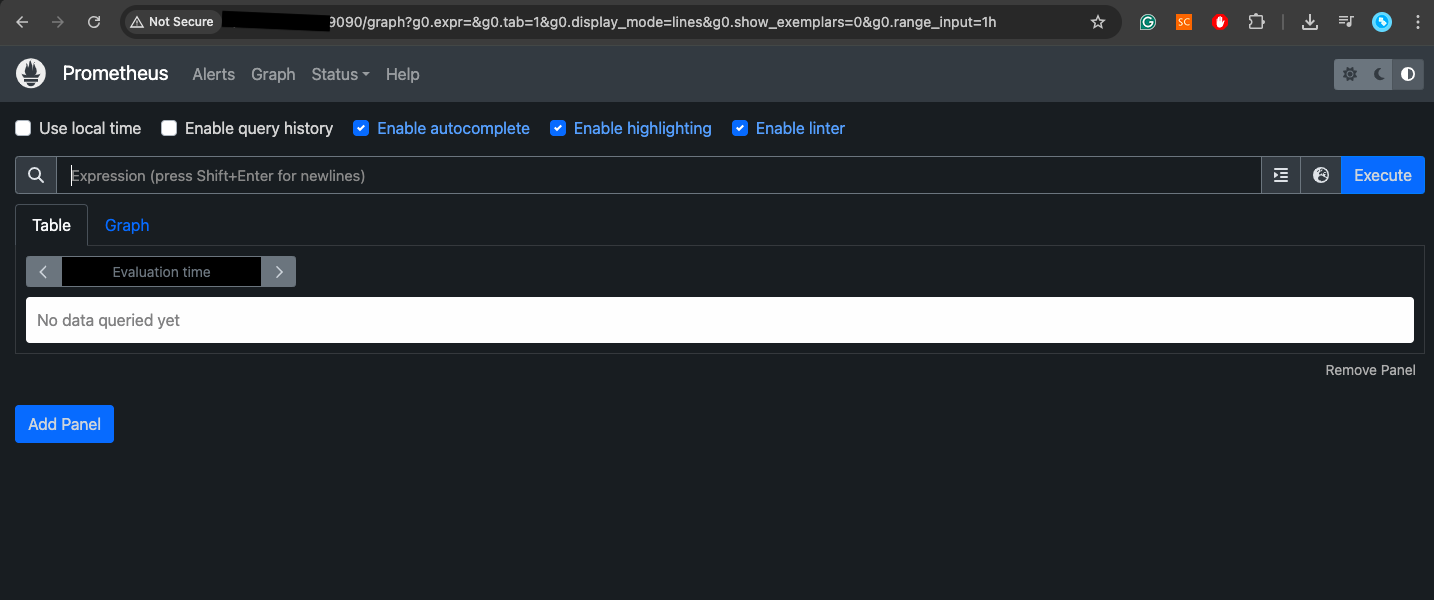 Not Secure 9090/graph?g0.expr=&g0.tab=1&g0.display_mode=lines&g0.show_exemplars=0&g0.range_input=1h SC
Prometheus Alerts Graph Status Help
Use local time Enable query history Enable autocomplete Enable highlighting Enable linter
Expression (press Shift+Enter for newlines) Execute
Table Graph
Evaluation time
No data queried yet
Remove Panel
Add Panel